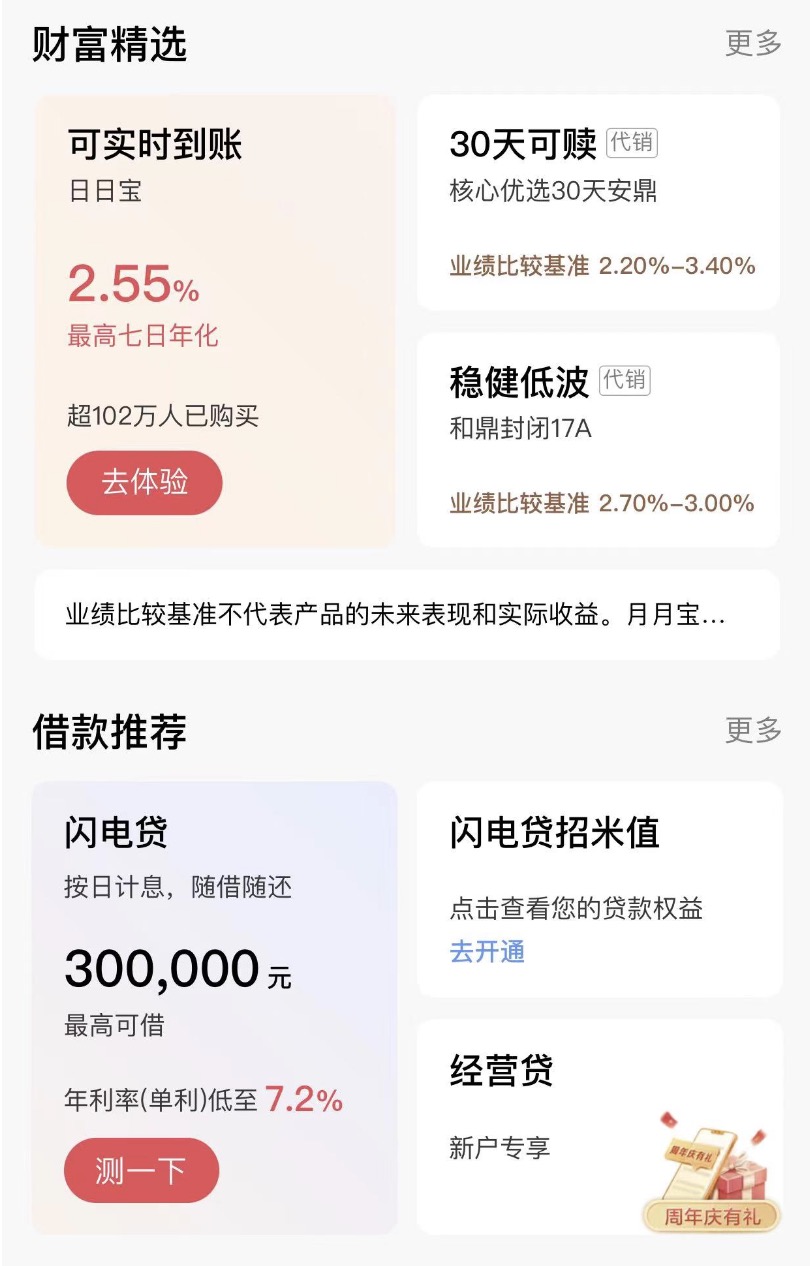 财富精选
更多
可实时到账
日日宝
2.55%
最高七日年化
超102万人已购买
去体验
30天可赎 代销
核心优选30天安鼎
业绩比较基准 2.20%-3.40%
稳健低波 代销
和鼎封闭17A
业绩比较基准 2.70%-3.00%
业绩比较基准不代表产品的未来表现和实际收益。月月宝...
借款推荐
更多
闪电贷
按日计息，随借随还
300,000 元
最高可借
年利率(单利)低至 7.2%
测一下
闪电贷招米值
点击查看您的贷款权益
去开通
经营贷
新户专享
周年庆有礼
周年庆有礼